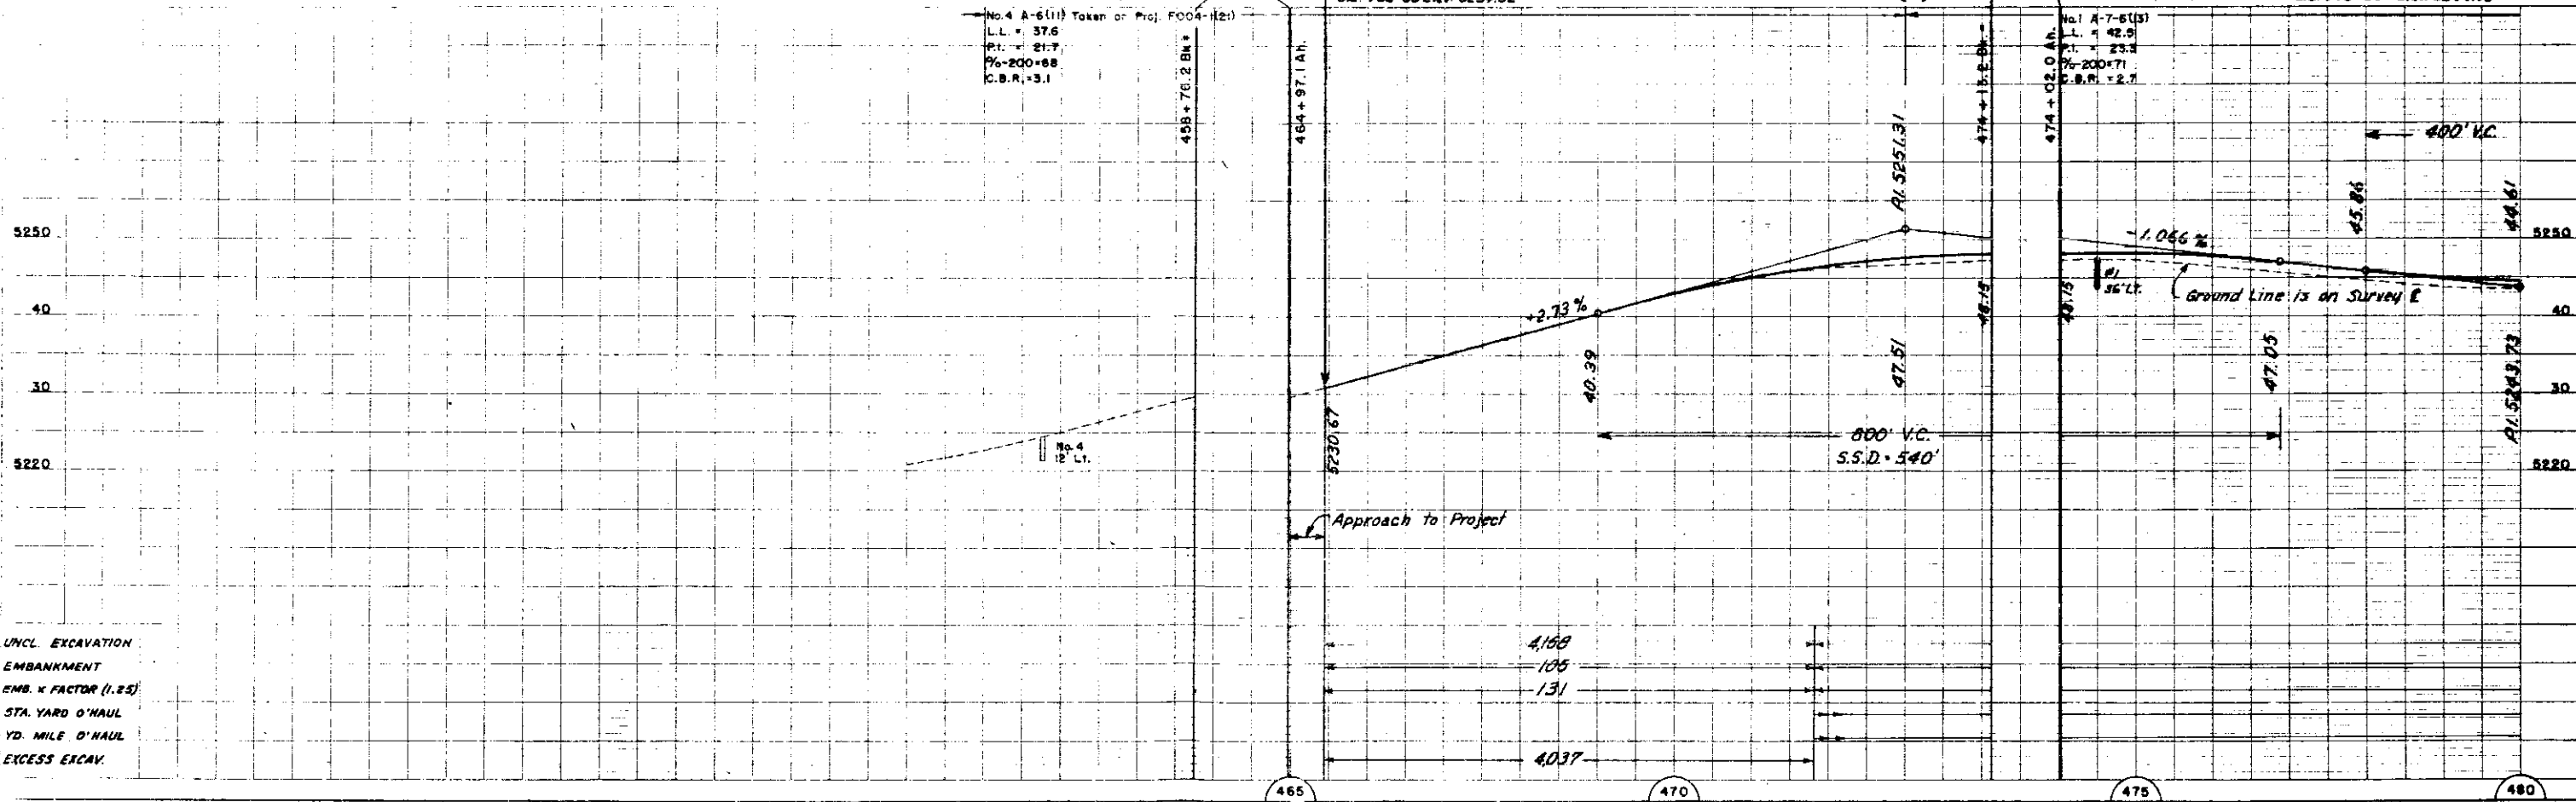 No.4 A-6(11) Taken on Proj. F004-1(21)
L.L. = 37.6
P.I. = 21.7
%-200=68
C.B.R.=3.1
458+76.2 Bk =
464+97.1 Ah.
474+13.2 Bk =
474+02.0 Ah.
No.1 A-7-6(13)
L.L. = 42.5
P.I. = 23.3
%-200=71
C.B.R. = 2.7
P.I. 5251.31
400' V.C.
45.86
44.61
5250
40
30
5220
+2.73%
-1.066%
#1
36' LT.
Ground Line is on Survey ℄
48.15
48.15
40.39
47.51
47.05
P.I. 5243.73
5250
40
30
5220
No.4
12' Lt.
5230.67
800' V.C.
S.S.D. = 540'
Approach to Project
UNCL. EXCAVATION
EMBANKMENT
EMB. x FACTOR (1.25)
STA. YARD O'HAUL
YD. MILE O'HAUL
EXCESS EXCAV.
4,168
105
131
4,037
465
470
475
480